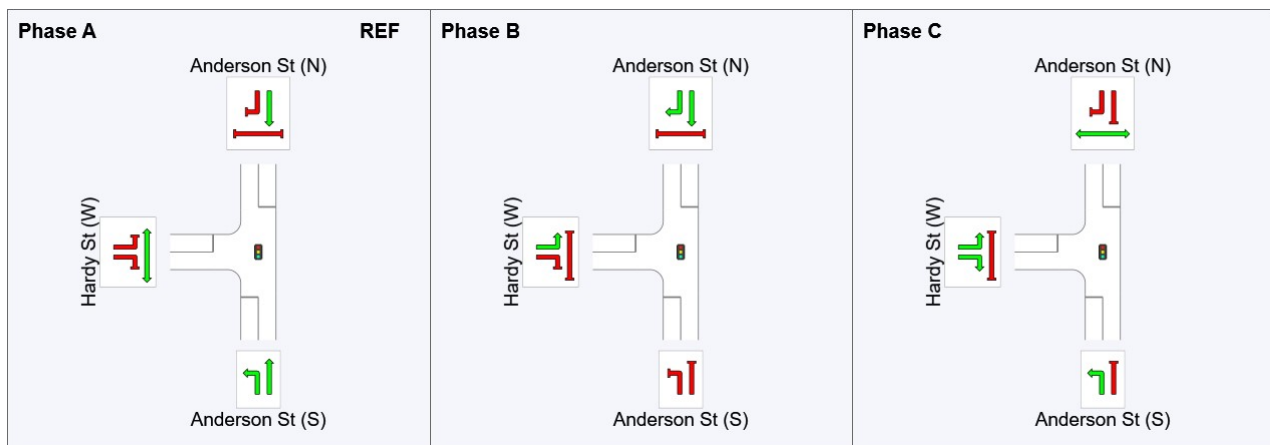 Phase A REF
Anderson St (N)
Hardy St (W)
Anderson St (S)
Phase B
Anderson St (N)
Hardy St (W)
Anderson St (S)
Phase C
Anderson St (N)
Hardy St (W)
Anderson St (S)